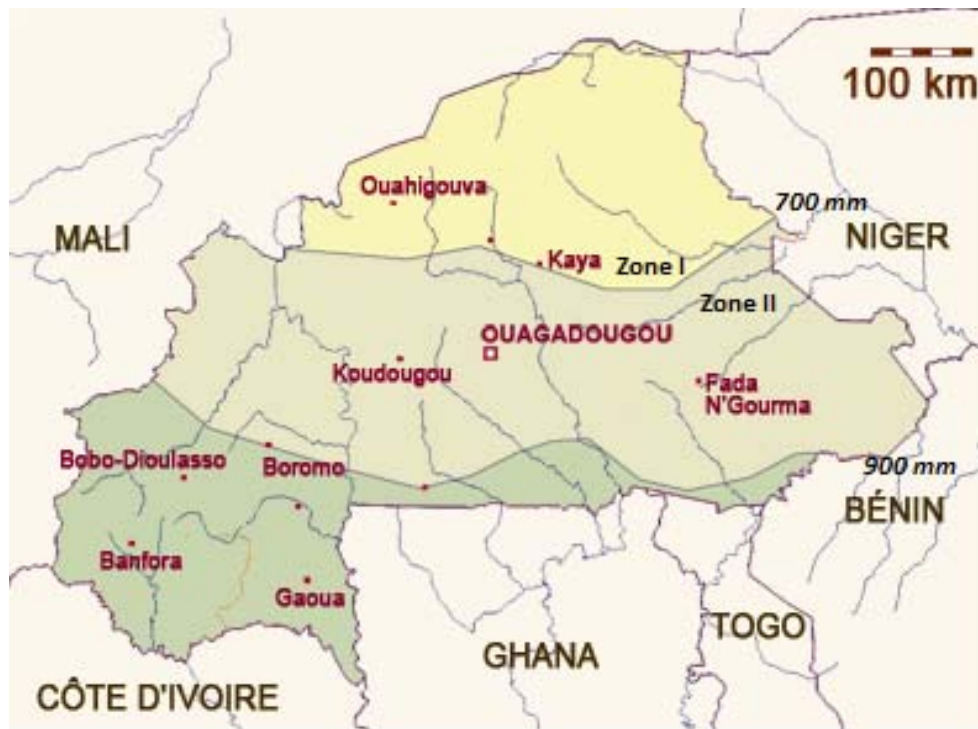 100 km
Ouahigouva
700 mm
MALI
NIGER
Kaya
Zone I
Zone II
OUAGADOUGOU
Koudougou
Fada
N'Gourma
Bobo-Dioulasso
Boromo
900 mm
BÉNIN
Banfora
Gaoua
TOGO
GHANA
CÔTE D'IVOIRE